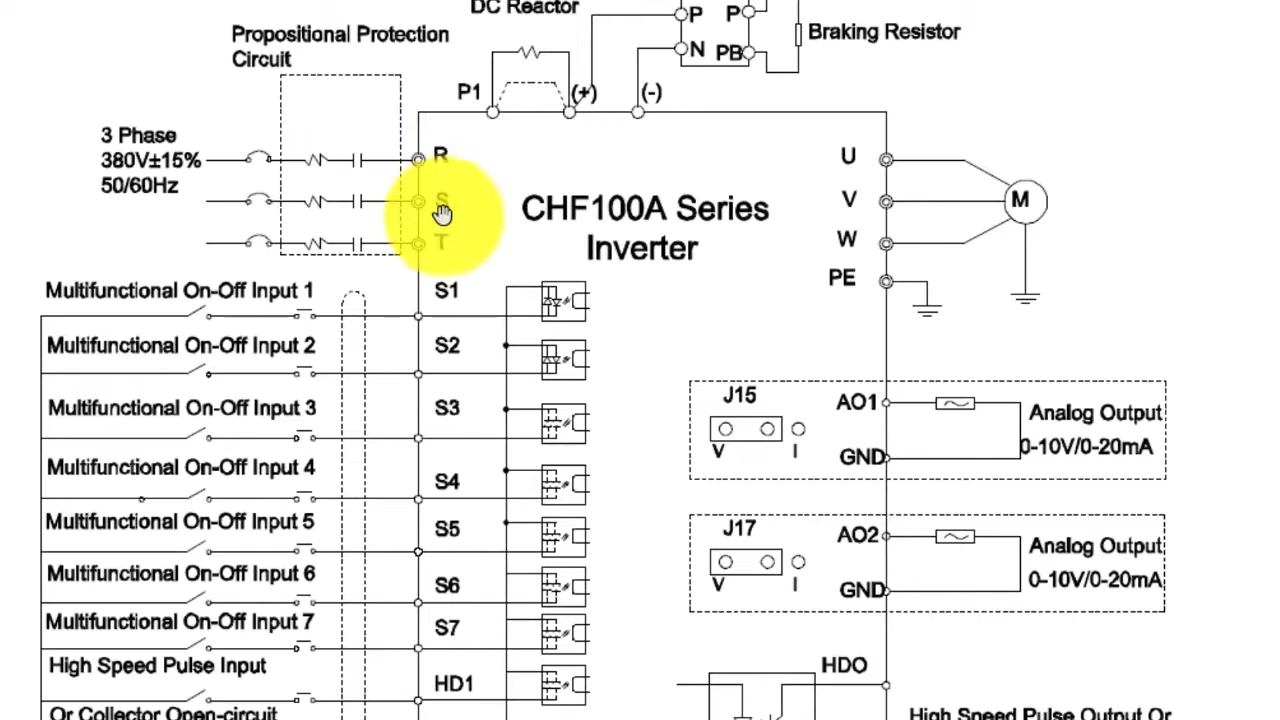 DC Reactor
P
P
Braking Resistor
Propositional Protection
Circuit
N
PB
P1
(+)
(-)
3 Phase
380V±15%
50/60Hz
R
S
T
CHF100A Series
Inverter
U
V
W
PE
M
Multifunctional On-Off Input 1
S1
Multifunctional On-Off Input 2
S2
Multifunctional On-Off Input 3
S3
Multifunctional On-Off Input 4
S4
Multifunctional On-Off Input 5
S5
Multifunctional On-Off Input 6
S6
Multifunctional On-Off Input 7
S7
High Speed Pulse Input
HD1
Or Collector Open-circuit
J15
V
I
AO1
GND
Analog Output
0-10V/0-20mA
J17
V
I
AO2
GND
Analog Output
0-10V/0-20mA
HDO
High Speed Pulse Output Or